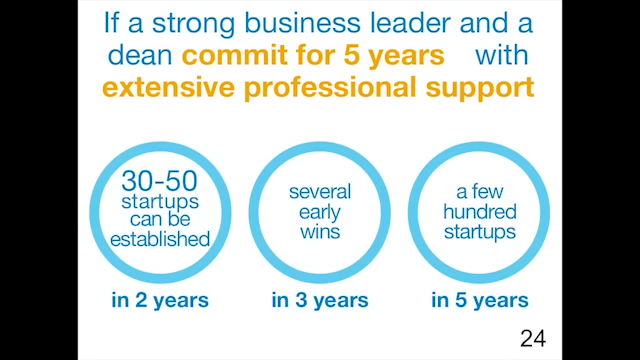 If a strong business leader and a
dean commit for 5 years with
extensive professional support
30-50
startups
can be
established
several
early
wins
a few
hundred
startups
in 2 years
in 3 years
in 5 years
24